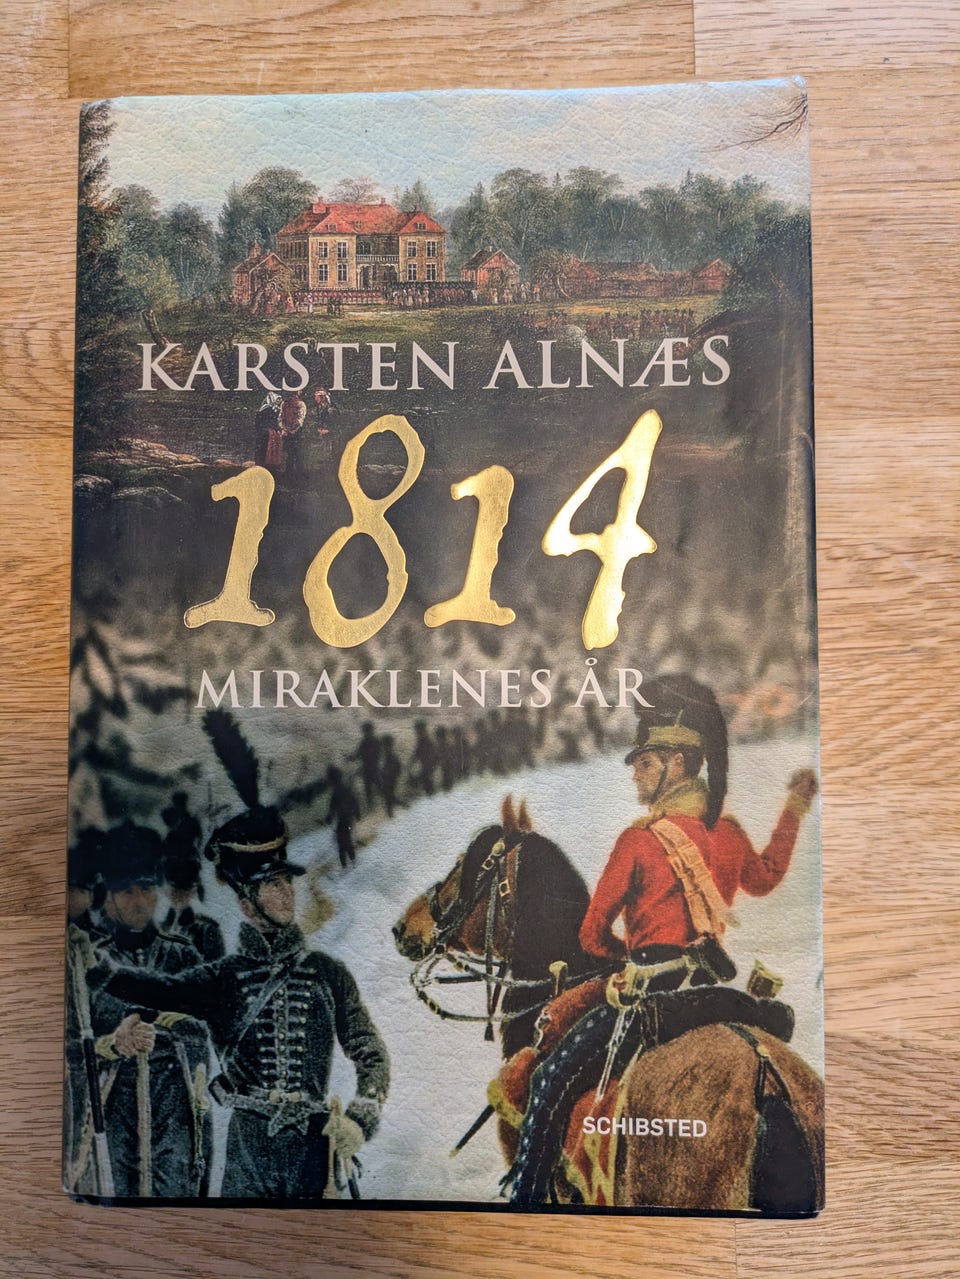 KARSTEN ALNÆS
1814
MIRAKLENES ÅR
SCHIBSTED